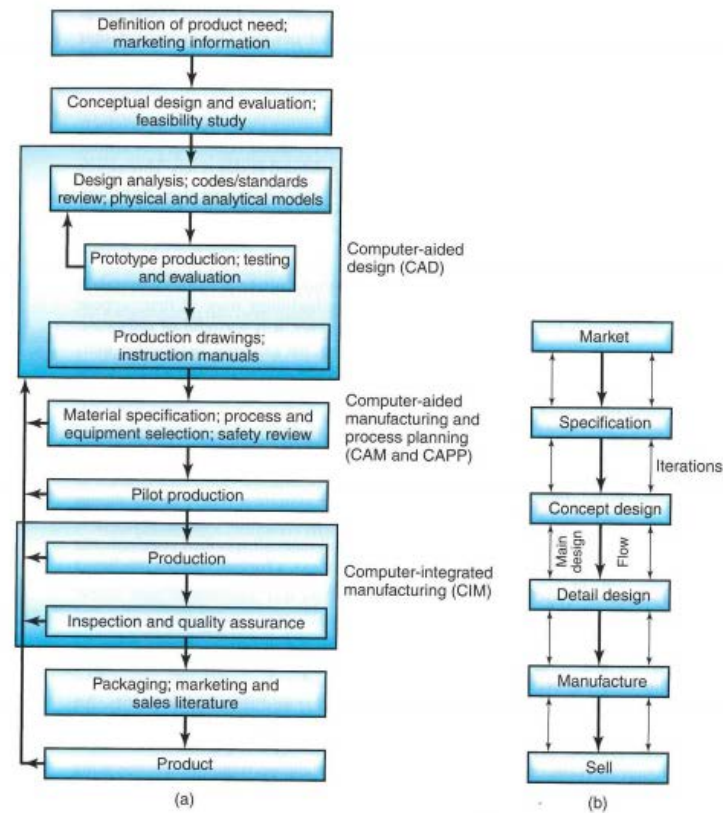 Definition of product need;
marketing information
Conceptual design and evaluation;
feasibility study
Design analysis; codes/standards
review; physical and analytical models
Prototype production; testing
and evaluation
Computer-aided
design (CAD)
Production drawings;
instruction manuals
Material specification; process and
equipment selection; safety review
Computer-aided
manufacturing and
process planning
(CAM and CAPP)
Pilot production
Production
Computer-integrated
manufacturing (CIM)
Inspection and quality assurance
Packaging; marketing and
sales literature
Product
(a)
Market
Specification
Iterations
Concept design
Main
design
Flow
Detail design
Manufacture
Sell
(b)